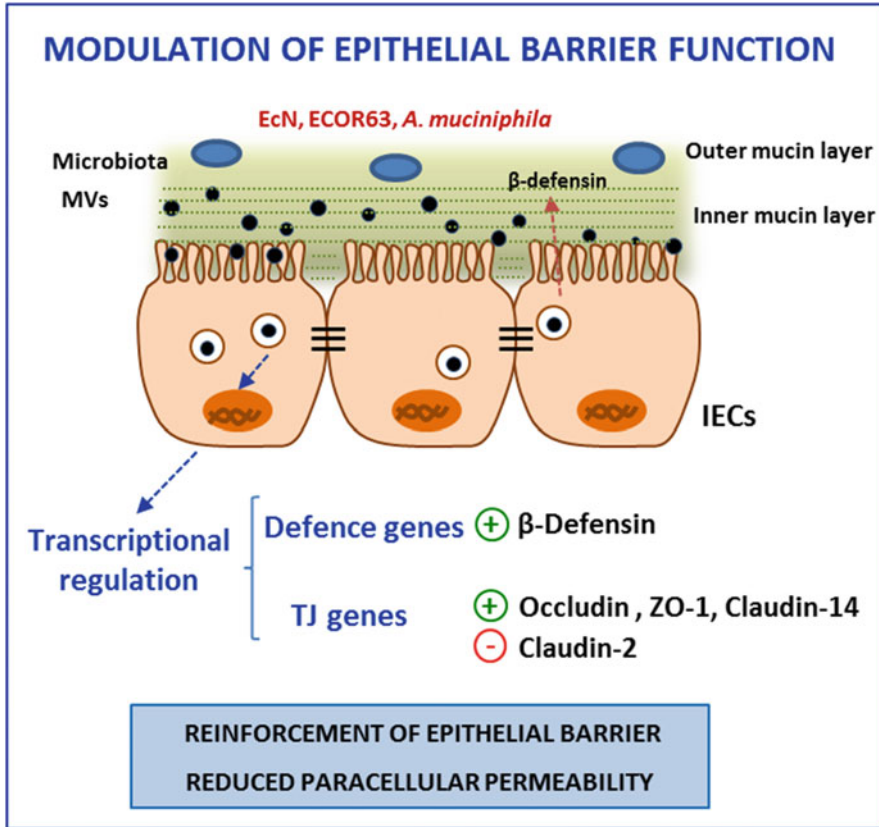 MODULATION OF EPITHELIAL BARRIER FUNCTION
EcN, ECOR63, A. muciniphila
Microbiota
Outer mucin layer
MVs
β-defensin
Inner mucin layer
IECs
Transcriptional
regulation
Defence genes + β-Defensin
TJ genes + Occludin , ZO-1, Claudin-14
- Claudin-2
REINFORCEMENT OF EPITHELIAL BARRIER
REDUCED PARACELLULAR PERMEABILITY